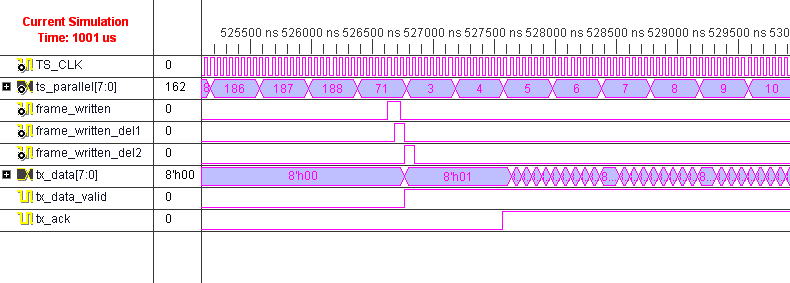 Current Simulation
Time: 1001 us
525500 ns 526000 ns 526500 ns 527000 ns 527500 ns 528000 ns 528500 ns 529000 ns 529500 ns 530
TS_CLK 0
ts_parallel[7:0] 162 8 186 187 188 71 3 4 5 6 7 8 9 10
frame_written 0
frame_written_del1 0
frame_written_del2 0
tx_data[7:0] 8'h00 8'h00 8'h01 8... 8...
tx_data_valid 0
tx_ack 0